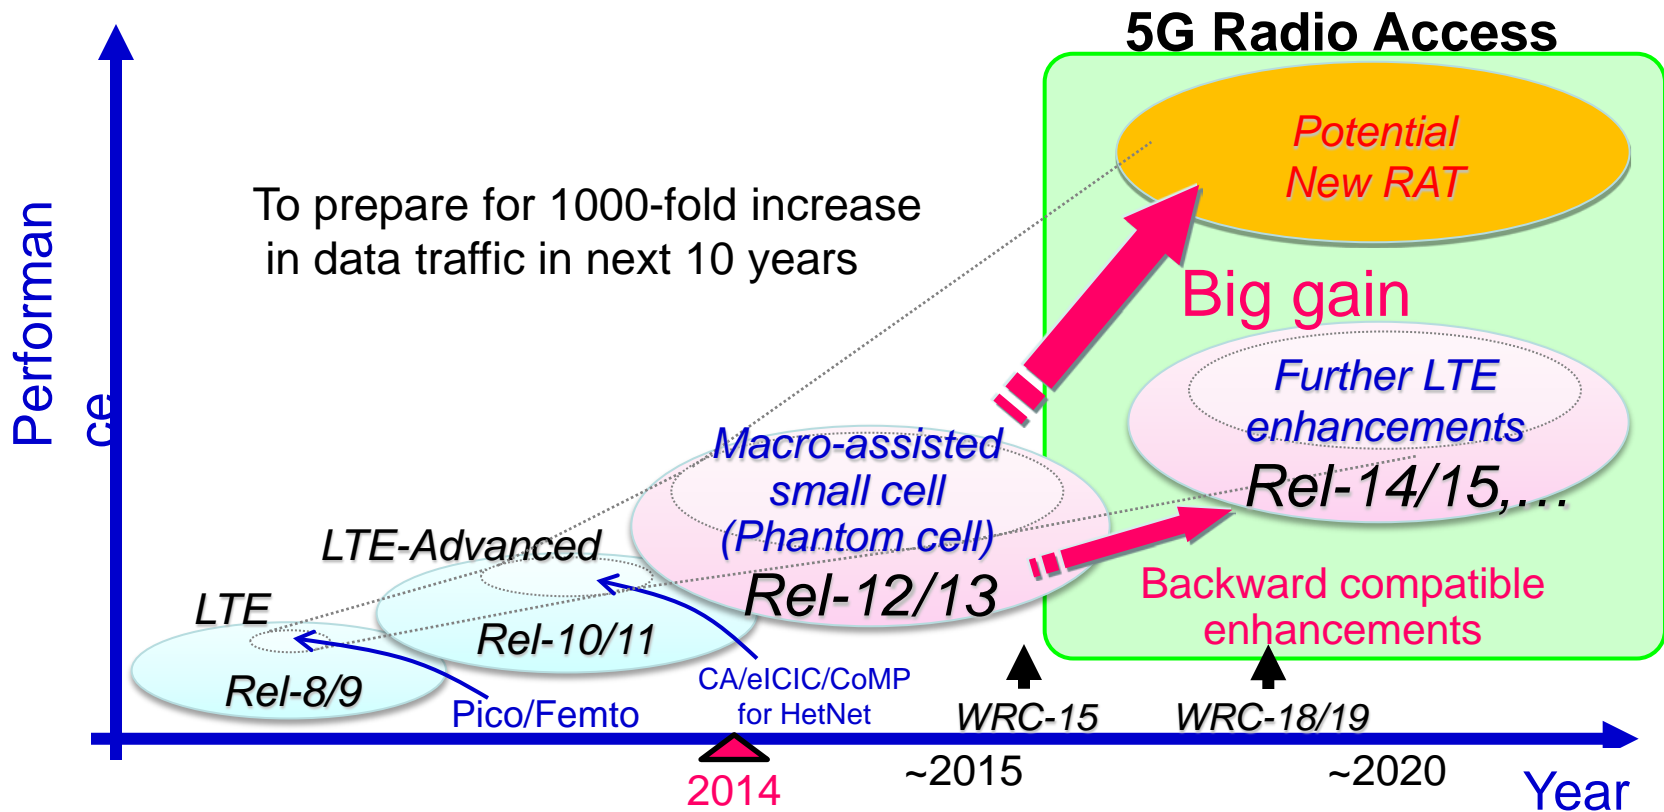 5G Radio Access
Potential
New RAT
To prepare for 1000-fold increase
in data traffic in next 10 years
Performan
ce
Big gain
Further LTE
enhancements
Rel-14/15,...
Macro-assisted
small cell
(Phantom cell)
Rel-12/13
LTE-Advanced
Rel-10/11
LTE
Rel-8/9
Backward compatible
enhancements
CA/eICIC/CoMP
for HetNet
Pico/Femto
WRC-15
WRC-18/19
2014
~2015
~2020
Year